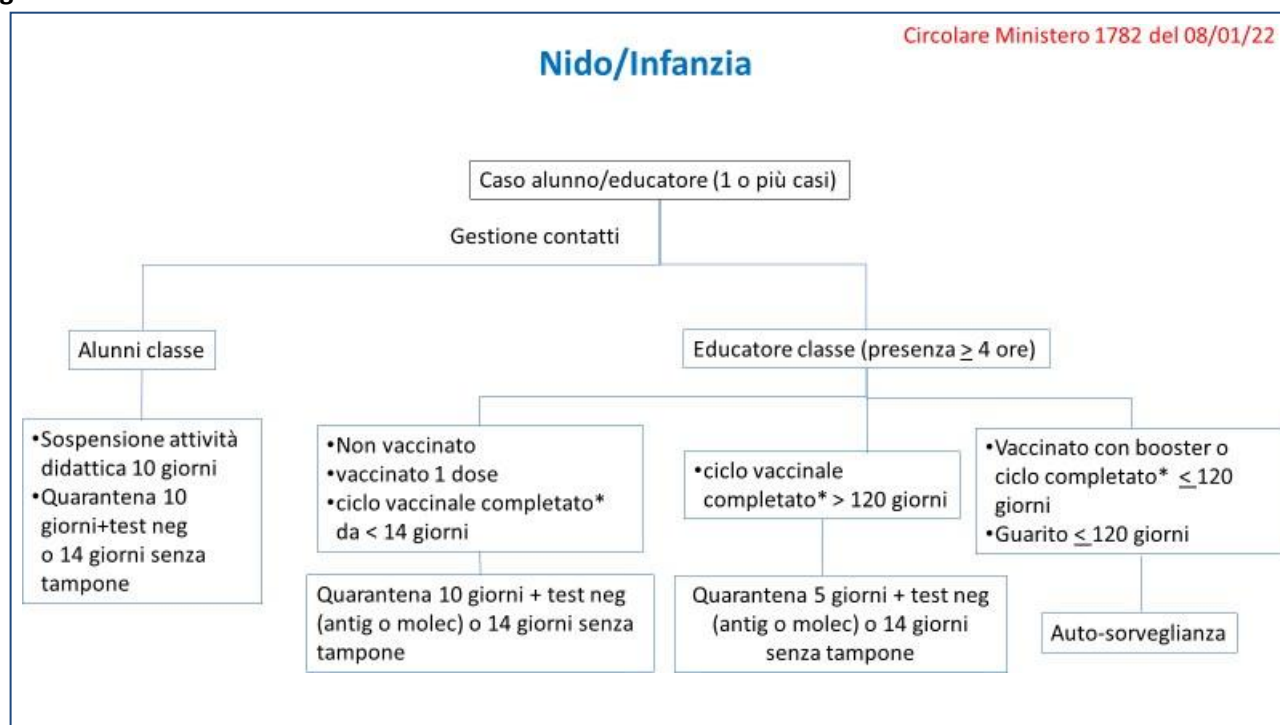 Circolare Ministero 1782 del 08/01/22
Nido/Infanzia
Caso alunno/educatore (1 o più casi)
Gestione contatti
Alunni classe
Educatore classe (presenza ≥ 4 ore)
•Sospensione attività
didattica 10 giorni
•Quarantena 10
giorni+test neg
o 14 giorni senza
tampone
•Non vaccinato
•vaccinato 1 dose
•ciclo vaccinale completato*
da < 14 giorni
•ciclo vaccinale
completato* > 120 giorni
•Vaccinato con booster o
ciclo completato* ≤ 120
giorni
•Guarito ≤ 120 giorni
Quarantena 10 giorni + test neg
(antig o molec) o 14 giorni senza
tampone
Quarantena 5 giorni + test neg
(antig o molec) o 14 giorni
senza tampone
Auto-sorveglianza